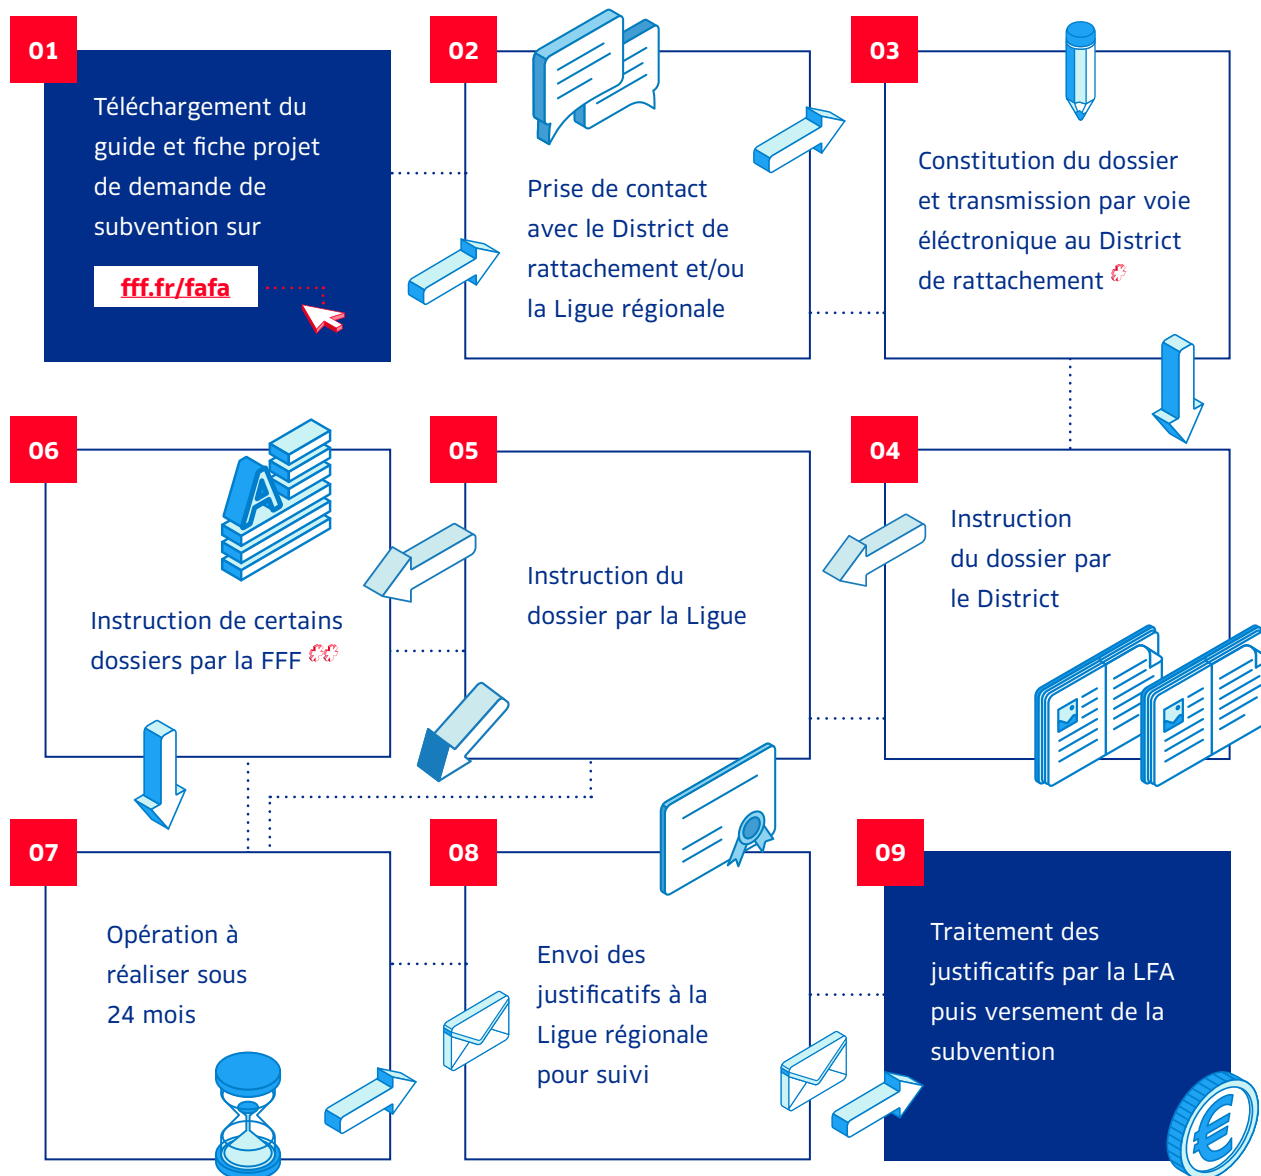 01
Téléchargement du
guide et fiche projet
de demande de
subvention sur
fff.fr/fafa
02
Prise de contact
avec le District de
rattachement et/ou
la Ligue régionale
03
Constitution du dossier
et transmission par voie
éléctronique au District
de rattachement
04
Instruction
du dossier par
le District
05
Instruction du
dossier par la Ligue
06
A
Instruction de certains
dossiers par la FFF
07
Opération à
réaliser sous
24 mois
08
Envoi des
justificatifs à la
Ligue régionale
pour suivi
09
Traitement des
justificatifs par la LFA
puis versement de la
subvention
€